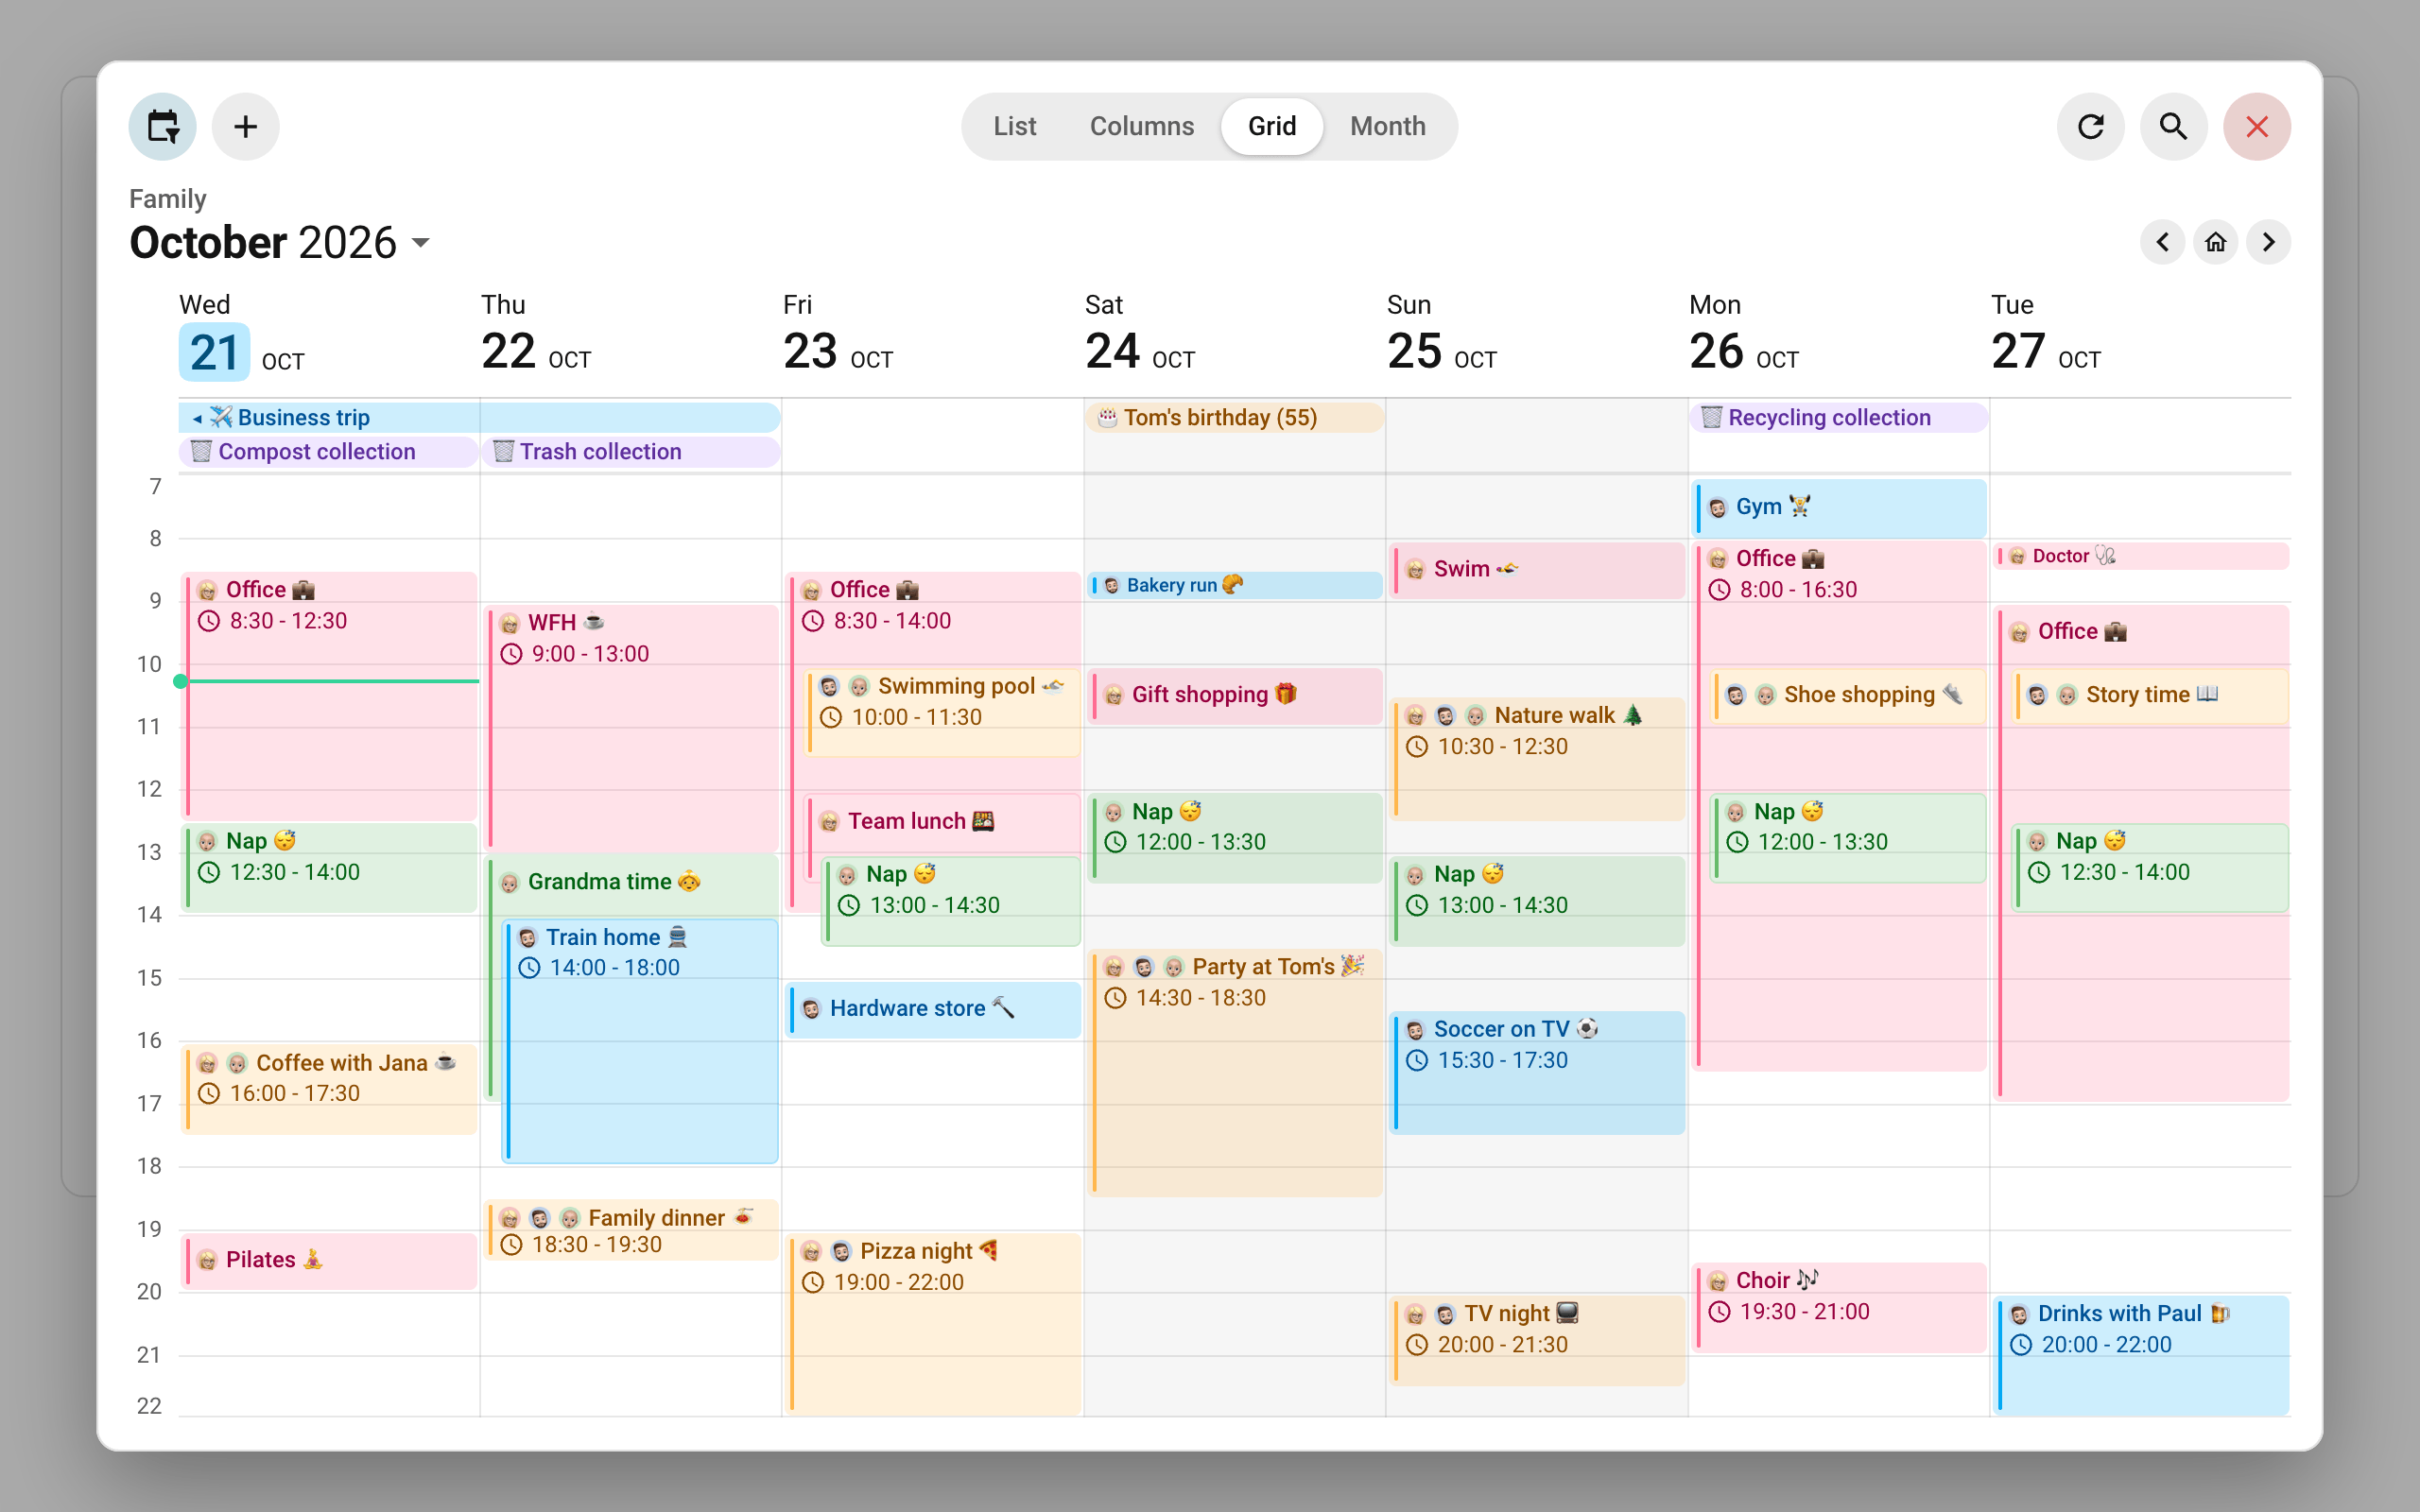 List Columns Grid Month
Family
October 2026
Wed Thu Fri Sat Sun Mon Tue
21 OCT 22 OCT 23 OCT 24 OCT 25 OCT 26 OCT 27 OCT
Business trip
Tom's birthday (55)
Recycling collection
Compost collection
Trash collection
7
8
9
10
11
12
13
14
15
16
17
18
19
20
21
22
Office
8:30 - 12:30
Nap
12:30 - 14:00
Coffee with Jana
16:00 - 17:30
Pilates
WFH
9:00 - 13:00
Grandma time
Train home
14:00 - 18:00
Family dinner
18:30 - 19:30
Office
8:30 - 14:00
Swimming pool
10:00 - 11:30
Team lunch
Nap
13:00 - 14:30
Hardware store
Pizza night
19:00 - 22:00
Bakery run
Gift shopping
Nap
12:00 - 13:30
Party at Tom's
14:30 - 18:30
Swim
Nature walk
10:30 - 12:30
Nap
13:00 - 14:30
Soccer on TV
15:30 - 17:30
TV night
20:00 - 21:30
Gym
Office
8:00 - 16:30
Shoe shopping
Nap
12:00 - 13:30
Choir
19:30 - 21:00
Doctor
Office
Story time
Nap
12:30 - 14:00
Drinks with Paul
20:00 - 22:00